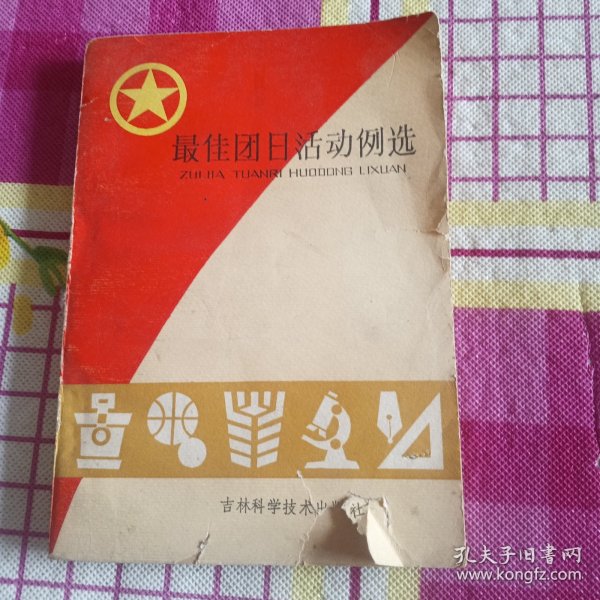 最佳团日活动例选
ZUIJIA TUANRI HUODONG LIXUAN
吉林科学技术出版社
孔夫子旧书网
www.kongfz.com